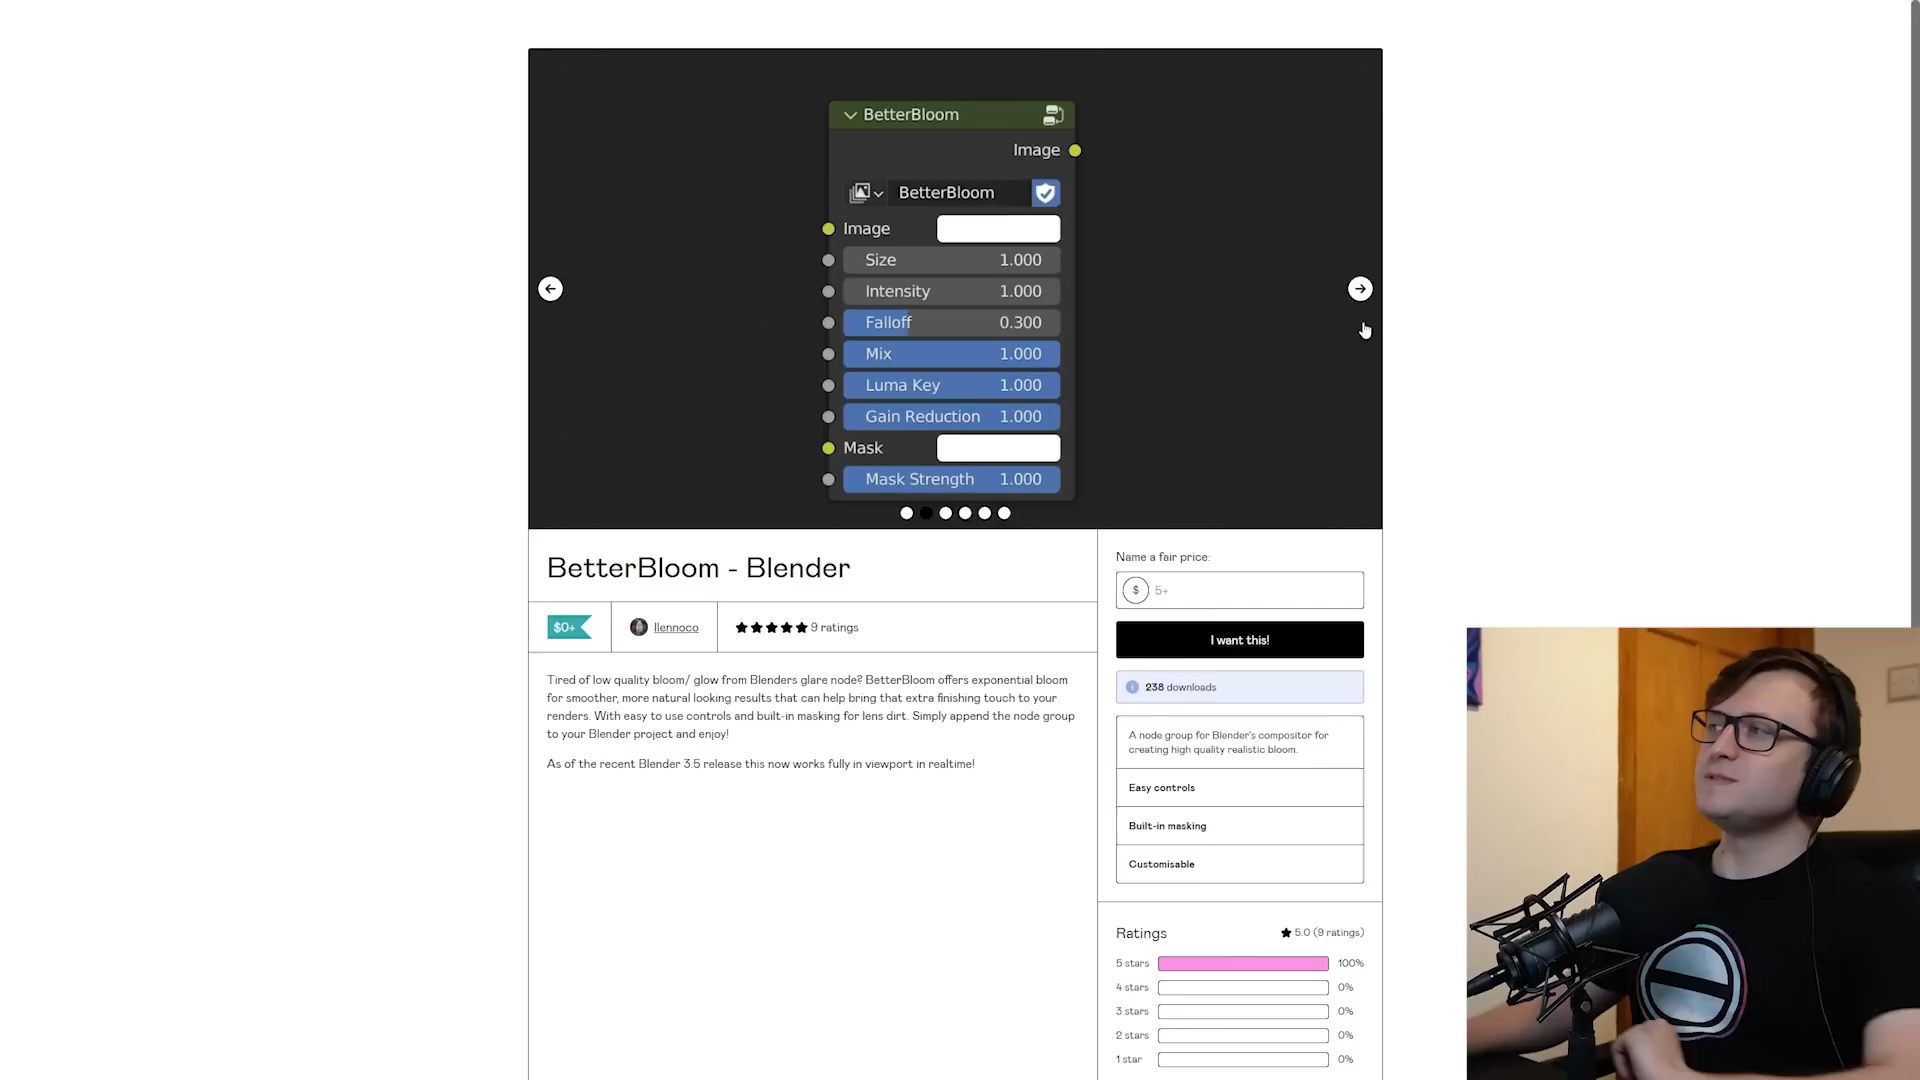 BetterBloom
Image
BetterBloom
Image
Size 1.000
Intensity 1.000
Falloff 0.300
Mix 1.000
Luma Key 1.000
Gain Reduction 1.000
Mask
Mask Strength 1.000
BetterBloom - Blender
$0+
llennoco
9 ratings
Tired of low quality bloom/ glow from Blenders glare node? BetterBloom offers exponential bloom
for smoother, more natural looking results that can help bring that extra finishing touch to your
renders. With easy to use controls and built-in masking for lens dirt. Simply append the node group
to your Blender project and enjoy!
As of the recent Blender 3.5 release this now works fully in viewport in realtime!
Name a fair price:
$ 5+
I want this!
238 downloads
A node group for Blender's compositor for
creating high quality realistic bloom.
Easy controls
Built-in masking
Customisable
Ratings 5.0 (9 ratings)
5 stars 100%
4 stars 0%
3 stars 0%
2 stars 0%
1 star 0%